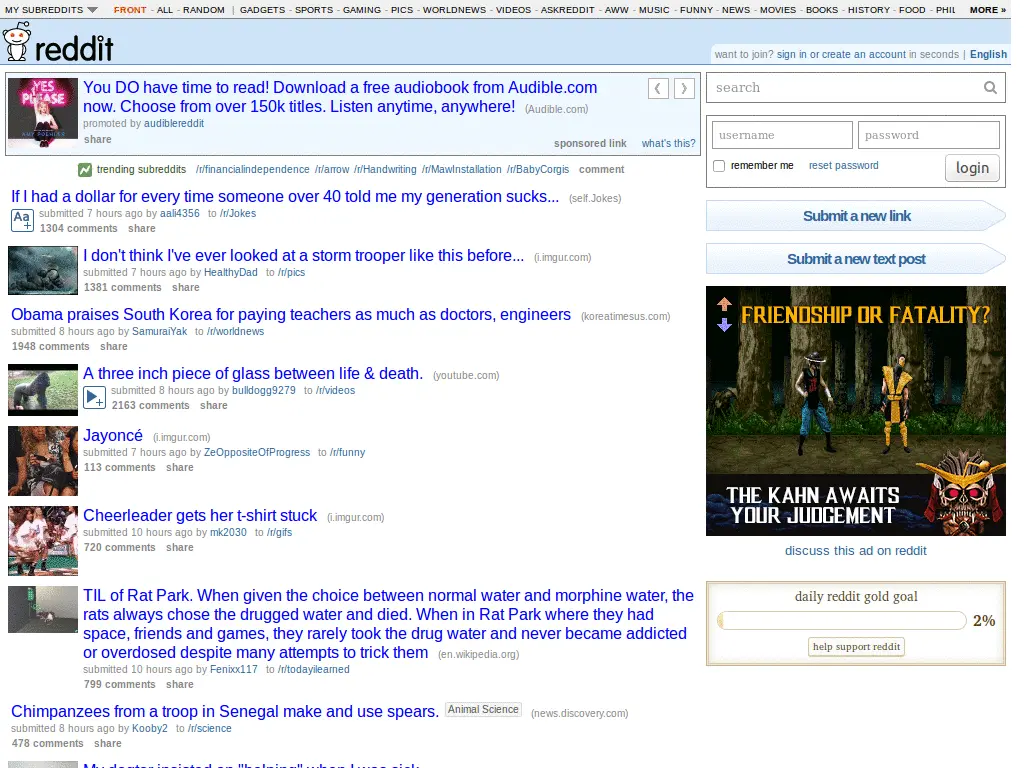 MY SUBREDDITS FRONT - ALL - RANDOM | GADGETS - SPORTS - GAMING - PICS - WORLDNEWS - VIDEOS - ASKREDDIT - AWW - MUSIC - FUNNY - NEWS - MOVIES - BOOKS - HISTORY - FOOD - PHIL MORE »
reddit
want to join? sign in or create an account in seconds | English
YES PLEASE
AMY POEHLER
You DO have time to read! Download a free audiobook from Audible.com
now. Choose from over 150k titles. Listen anytime, anywhere! (Audible.com)
promoted by audiblereddit
share
sponsored link what's this?
trending subreddits /r/financialindependence /r/arrow /r/Handwriting /r/MawInstallation /r/BabyCorgis comment
If I had a dollar for every time someone over 40 told me my generation sucks... (self.Jokes)
Aa+
submitted 7 hours ago by aali4356 to /r/Jokes
1304 comments share
I don't think I've ever looked at a storm trooper like this before... (i.imgur.com)
submitted 7 hours ago by HealthyDad to /r/pics
1381 comments share
Obama praises South Korea for paying teachers as much as doctors, engineers (koreatimesus.com)
submitted 8 hours ago by SamuraiYak to /r/worldnews
1948 comments share
A three inch piece of glass between life & death. (youtube.com)
submitted 8 hours ago by bulldogg9279 to /r/videos
2163 comments share
Jayoncé (i.imgur.com)
submitted 7 hours ago by ZeOppositeOfProgress to /r/funny
113 comments share
Cheerleader gets her t-shirt stuck (i.imgur.com)
submitted 10 hours ago by mk2030 to /r/gifs
720 comments share
TIL of Rat Park. When given the choice between normal water and morphine water, the
rats always chose the drugged water and died. When in Rat Park where they had
space, friends and games, they rarely took the drug water and never became addicted
or overdosed despite many attempts to trick them (en.wikipedia.org)
submitted 10 hours ago by Fenixx117 to /r/todayilearned
799 comments share
Chimpanzees from a troop in Senegal make and use spears. Animal Science (news.discovery.com)
submitted 8 hours ago by Kooby2 to /r/science
478 comments share
My doctor insisted on "helping" when I was sick
search
username password
remember me reset password login
Submit a new link
Submit a new text post
FRIENDSHIP OR FATALITY?
THE KAHN AWAITS
YOUR JUDGEMENT
discuss this ad on reddit
daily reddit gold goal
2%
help support reddit